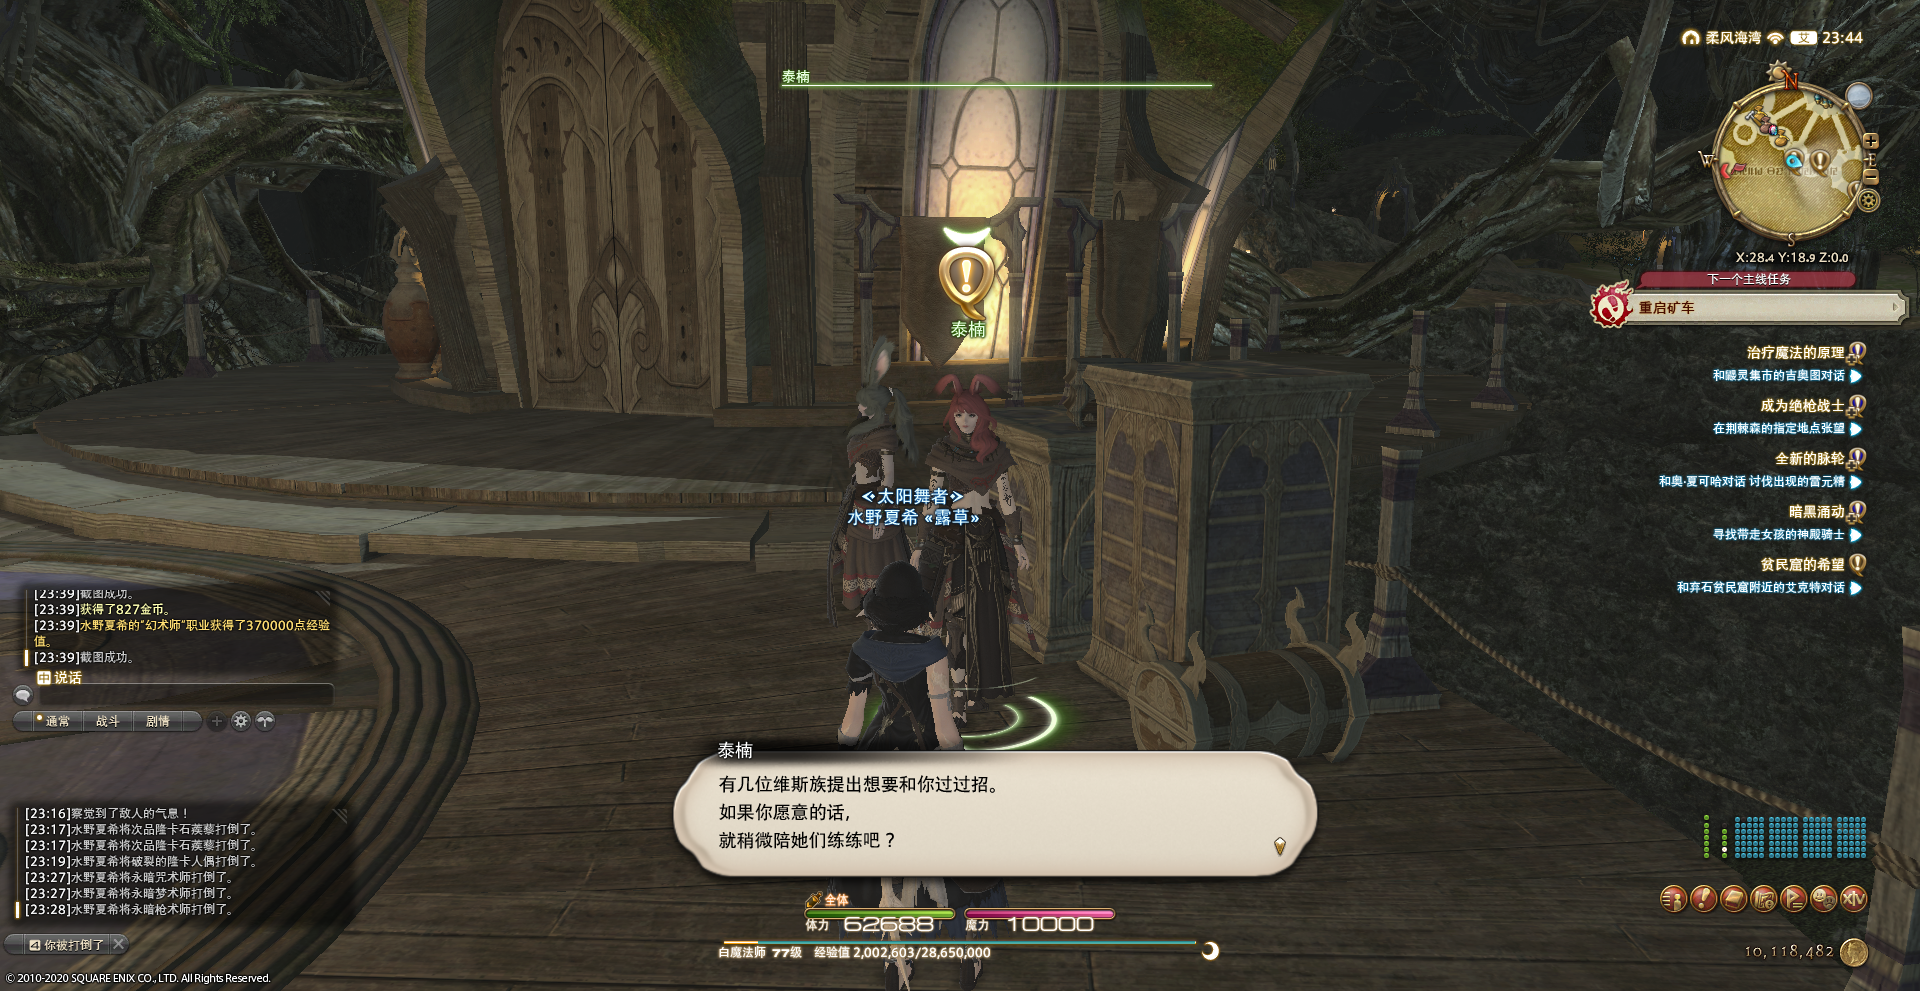 柔风海湾 艾 23:44
泰楠
N
W
E
S
X:28.4 Y:18.9 Z:0.0
下一个主线任务
重启矿车
泰楠
治疗魔法的原理
和鼹灵集市的吉奥图对话
成为绝枪战士
在荆棘森的指定地点张望
全新的脉轮
和奥·夏可哈对话 讨伐出现的雷元精
暗黑涌动
寻找带走女孩的神殿骑士
贫民窟的希望
和弃石贫民窟附近的艾克特对话
太阳舞者
水野夏希 «露草»
[23:39]截图成功。
[23:39]获得了827金币。
[23:39]水野夏希的“幻术师”职业获得了370000点经验
值。
[23:39]截图成功。
中 说话
通常 战斗 剧情
泰楠
有几位维斯族提出想要和你过过招。
如果你愿意的话，
就稍微陪她们练练吧？
[23:16]察觉到了敌人的气息！
[23:17]水野夏希将次品隆卡石蒺藜打倒了。
[23:17]水野夏希将次品隆卡石蒺藜打倒了。
[23:19]水野夏希将破裂的隆卡人偶打倒了。
[23:27]水野夏希将永暗咒术师打倒了。
[23:27]水野夏希将永暗梦术师打倒了。
[23:28]水野夏希将永暗枪术师打倒了。
4 你被打倒了
全体
体力 62688 魔力 10000
白魔法师 77级 经验值 2,002,603/28,650,000
XIV
10,118,482
© 2010-2020 SQUARE ENIX CO., LTD. All Rights Reserved.